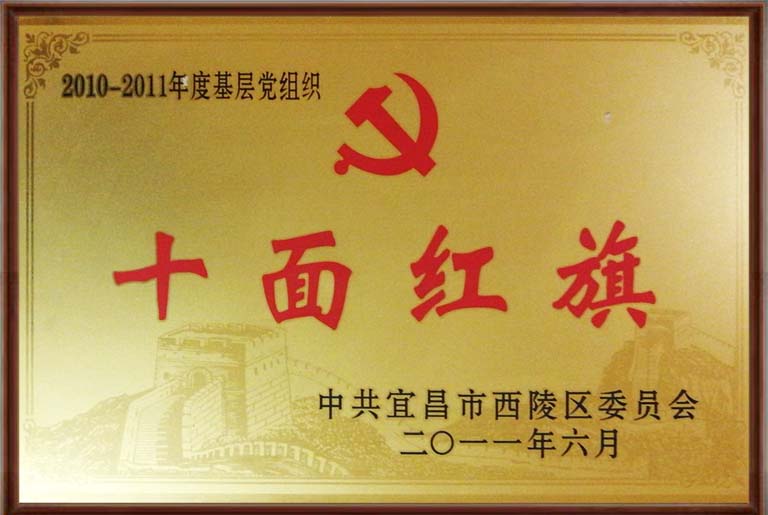 2010-2011年度基层党组织
十面红旗
中共宜昌市西陵区委员会
二〇一一年六月